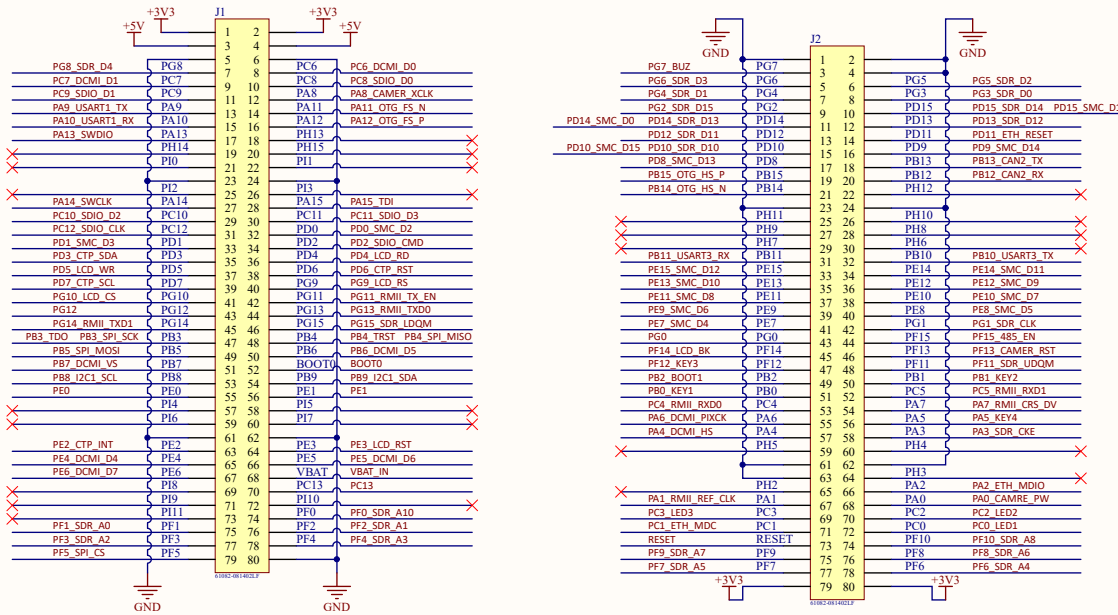 J1
+3V3 +3V3
+5V +5V
1 2
3 4
5 6
PG8_SDR_D4 PG8 7 8 PC6 PC6_DCMI_D0
PC7_DCMI_D1 PC7 9 10 PC8 PC8_SDIO_D0
PC9_SDIO_D1 PC9 11 12 PA8 PA8_CAMER_XCLK
PA9_USART1_TX PA9 13 14 PA11 PA11_OTG_FS_N
PA10_USART1_RX PA10 15 16 PA12 PA12_OTG_FS_P
PA13_SWDIO PA13 17 18 PH13
PH14 19 20 PH15
PI0 21 22 PI1
23 24
PI2 25 26 PI3
PA14_SWCLK PA14 27 28 PA15 PA15_TDI
PC10_SDIO_D2 PC10 29 30 PC11 PC11_SDIO_D3
PC12_SDIO_CLK PC12 31 32 PD0 PD0_SMC_D2
PD1_SMC_D3 PD1 33 34 PD2 PD2_SDIO_CMD
PD3_CTP_SDA PD3 35 36 PD4 PD4_LCD_RD
PD5_LCD_WR PD5 37 38 PD6 PD6_CTP_RST
PD7_CTP_SCL PD7 39 40 PG9 PG9_LCD_RS
PG10_LCD_CS PG10 41 42 PG11 PG11_RMII_TX_EN
PG12 PG12 43 44 PG13 PG13_RMII_TXD0
PG14_RMII_TXD1 PG14 45 46 PG15 PG15_SDR_LDQM
PB3_TDO PB3_SPI_SCK PB3 47 48 PB4 PB4_TRST PB4_SPI_MISO
PB5_SPI_MOSI PB5 49 50 PB6 PB6_DCMI_D5
PB7_DCMI_VS PB7 51 52 BOOT0 BOOT0
PB8_I2C1_SCL PB8 53 54 PB9 PB9_I2C1_SDA
PE0 PE0 55 56 PE1 PE1
PI4 57 58 PI5
PI6 59 60 PI7
61 62
PE2_CTP_INT PE2 63 64 PE3 PE3_LCD_RST
PE4_DCMI_D4 PE4 65 66 PE5 PE5_DCMI_D6
PE6_DCMI_D7 PE6 67 68 VBAT VBAT_IN
PI8 69 70 PC13 PC13
PI9 71 72 PI10
PI11 73 74 PF0 PF0_SDR_A10
PF1_SDR_A0 PF1 75 76 PF2 PF2_SDR_A1
PF3_SDR_A2 PF3 77 78 PF4 PF4_SDR_A3
PF5_SPI_CS PF5 79 80
61082-081402LF
GND GND
J2
GND GND
1 2
PG7_BUZ PG7 3 4
PG6_SDR_D3 PG6 5 6 PG5 PG5_SDR_D2
PG4_SDR_D1 PG4 7 8 PG3 PG3_SDR_D0
PG2_SDR_D15 PG2 9 10 PD15 PD15_SDR_D14 PD15_SMC_D
PD14_SMC_D0 PD14_SDR_D13 PD14 11 12 PD13 PD13_SDR_D12
PD12_SDR_D11 PD12 13 14 PD11 PD11_ETH_RESET
PD10_SMC_D15 PD10_SDR_D10 PD10 15 16 PD9 PD9_SMC_D14
PD8_SMC_D13 PD8 17 18 PB13 PB13_CAN2_TX
PB15_OTG_HS_P PB15 19 20 PB12 PB12_CAN2_RX
PB14_OTG_HS_N PB14 21 22 PH12
23 24
PH11 25 26 PH10
PH9 27 28 PH8
PH7 29 30 PH6
PB11_USART3_RX PB11 31 32 PB10 PB10_USART3_TX
PE15_SMC_D12 PE15 33 34 PE14 PE14_SMC_D11
PE13_SMC_D10 PE13 35 36 PE12 PE12_SMC_D9
PE11_SMC_D8 PE11 37 38 PE10 PE10_SMC_D7
PE9_SMC_D6 PE9 39 40 PE8 PE8_SMC_D5
PE7_SMC_D4 PE7 41 42 PG1 PG1_SDR_CLK
PG0 PG0 43 44 PF15 PF15_485_EN
PF14_LCD_BK PF14 45 46 PF13 PF13_CAMER_RST
PF12_KEY3 PF12 47 48 PF11 PF11_SDR_UDQM
PB2_BOOT1 PB2 49 50 PB1 PB1_KEY2
PB0_KEY1 PB0 51 52 PC5 PC5_RMII_RXD1
PC4_RMII_RXD0 PC4 53 54 PA7 PA7_RMII_CRS_DV
PA6_DCMI_PIXCK PA6 55 56 PA5 PA5_KEY4
PA4_DCMI_HS PA4 57 58 PA3 PA3_SDR_CKE
PH5 59 60 PH4
61 62
63 64 PH3
PH2 65 66 PA2 PA2_ETH_MDIO
PA1_RMII_REF_CLK PA1 67 68 PA0 PA0_CAMRE_PW
PC3_LED3 PC3 69 70 PC2 PC2_LED2
PC1_ETH_MDC PC1 71 72 PC0 PC0_LED1
RESET RESET 73 74 PF10 PF10_SDR_A8
PF9_SDR_A7 PF9 75 76 PF8 PF8_SDR_A6
PF7_SDR_A5 PF7 77 78 PF6 PF6_SDR_A4
+3V3 79 80 +3V3
61082-081402LF